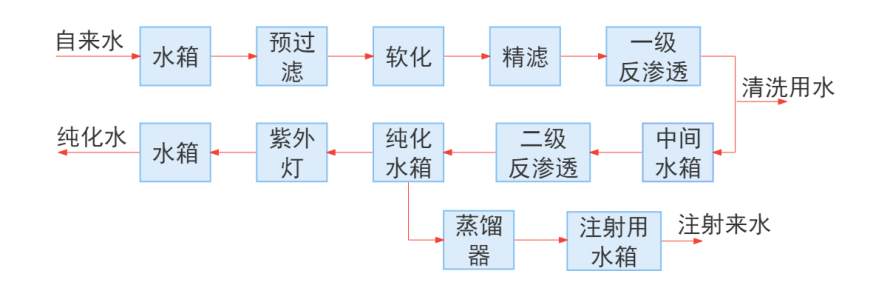 自来水
水箱
预过
滤
软化
精滤
一级
反渗透
清洗用水
纯化水
水箱
紫外
灯
纯化
水箱
二级
反渗透
中间
水箱
蒸馏
器
注射用
水箱
注射来水